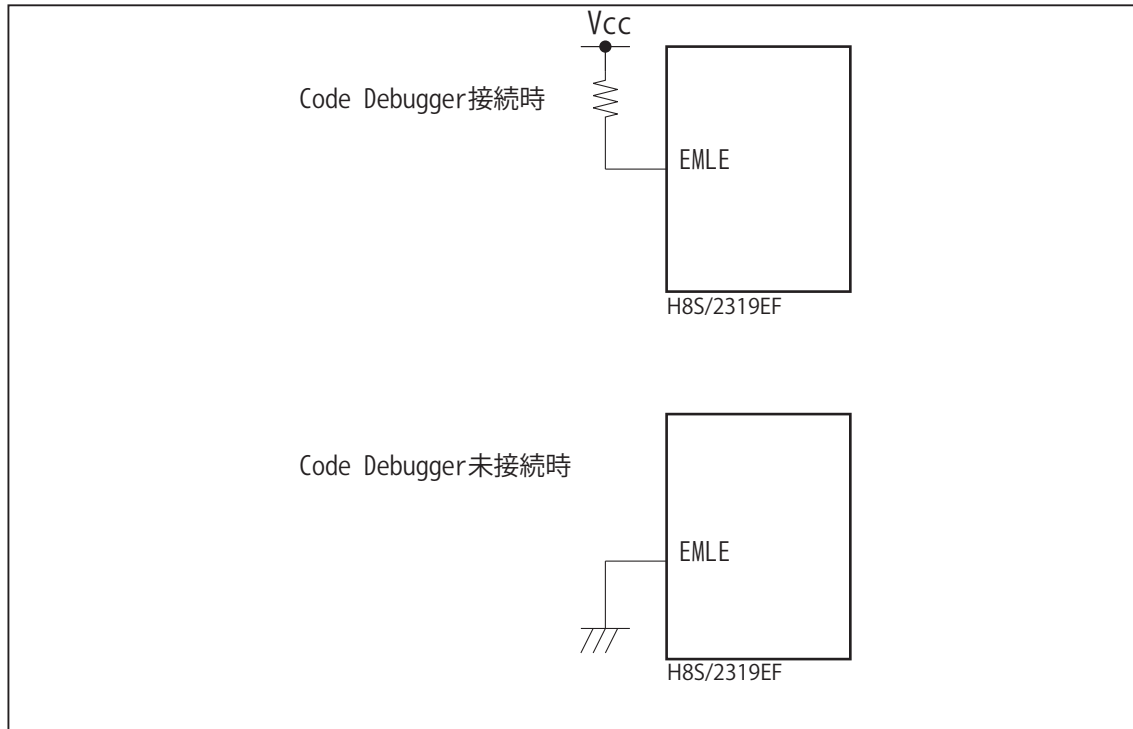 Vcc
Code Debugger接続時
EMLE
H8S/2319EF
Code Debugger未接続時
EMLE
H8S/2319EF